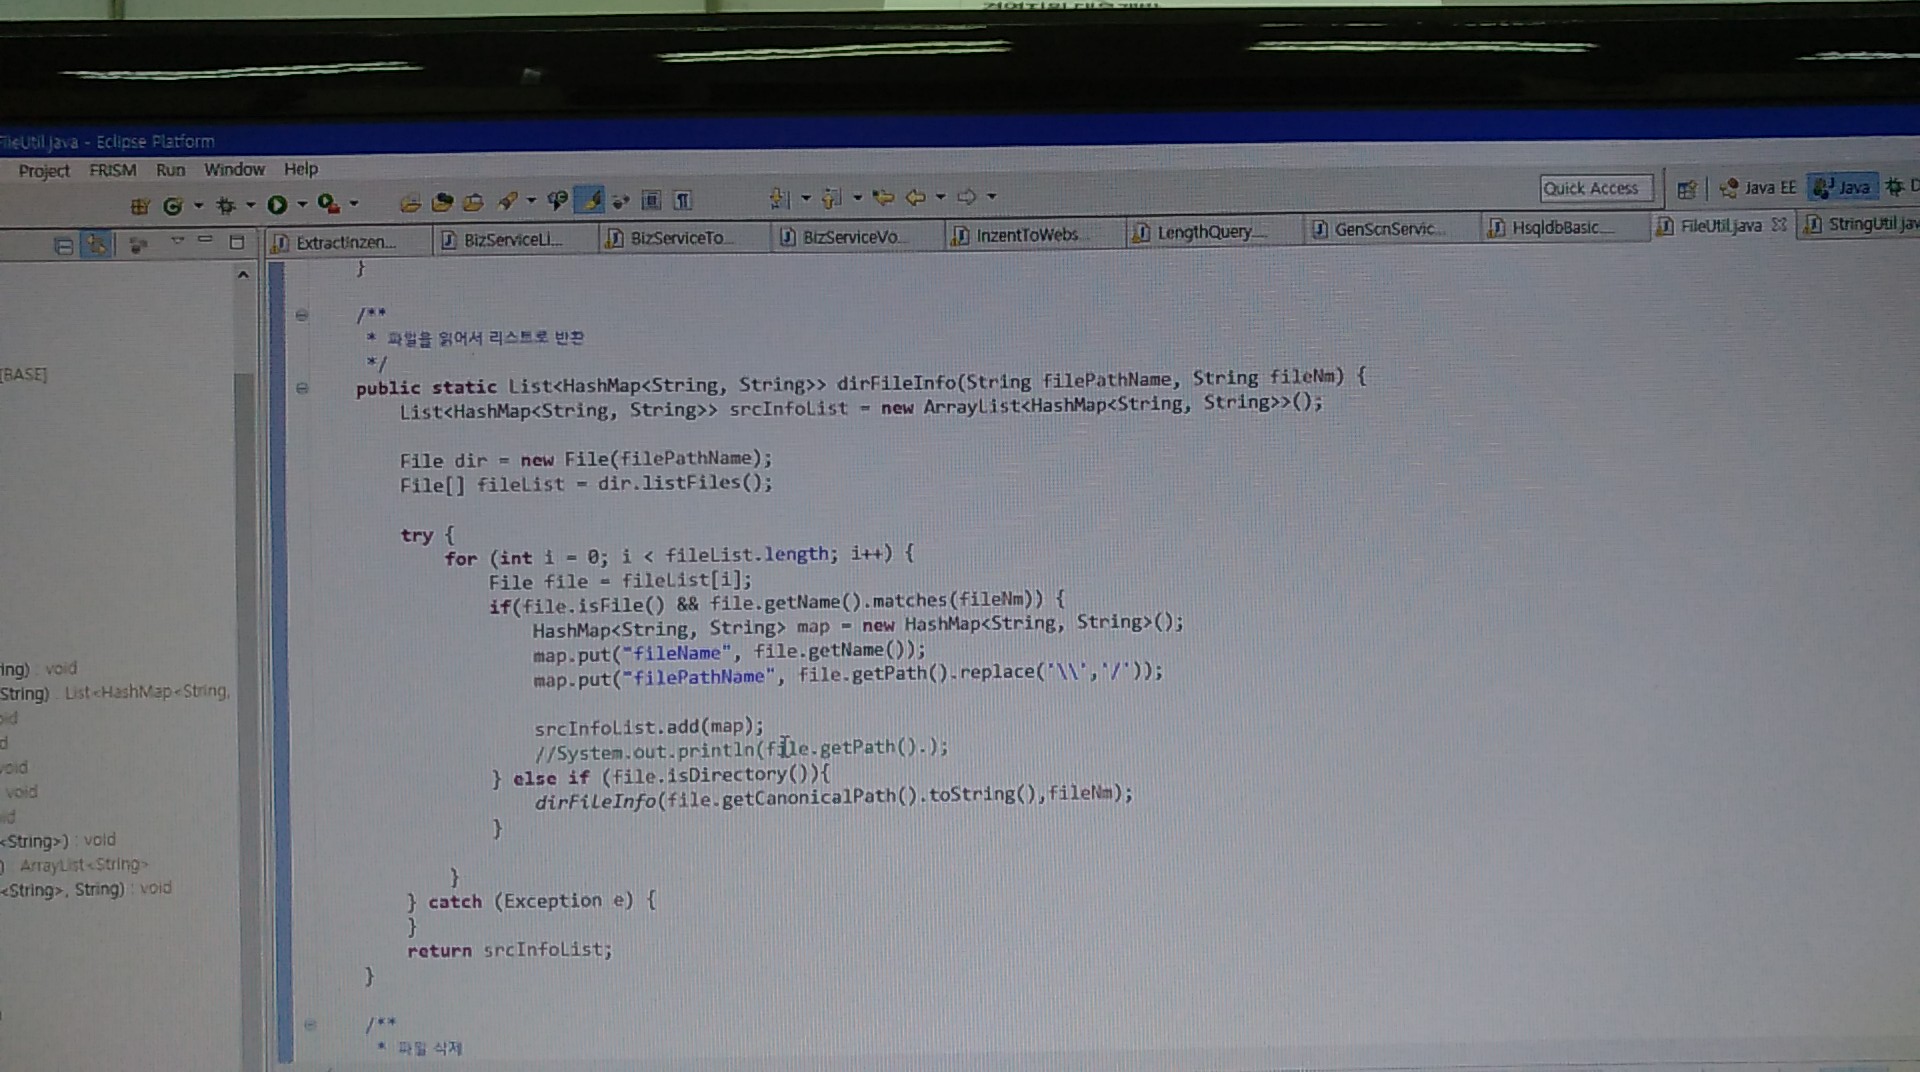 FileUtil.java - Eclipse Platform
Project FRISM Run Window Help
Quick Access Java EE Java
ExtractInzen... BizServiceLi... BizServiceTo... BizServiceVo... InzentToWebs... LengthQuery... GenScnServic... HsqldbBasic... FileUtil.java StringUtil.jav
}
/**
* 파일을 읽어서 리스트로 반환
*/
[BASE]
public static List<HashMap<String, String>> dirFileInfo(String filePathName, String fileNm) {
List<HashMap<String, String>> srcInfoList = new ArrayList<HashMap<String, String>>();
File dir = new File(filePathName);
File[] fileList = dir.listFiles();
try {
for (int i = 0; i < fileList.length; i++) {
File file = fileList[i];
if(file.isFile() && file.getName().matches(fileNm)) {
HashMap<String, String> map = new HashMap<String, String>();
map.put("fileName", file.getName());
map.put("filePathName", file.getPath().replace('\\','/'));
srcInfoList.add(map);
//System.out.println(file.getPath().);
} else if (file.isDirectory()){
dirFileInfo(file.getCanonicalPath().toString(),fileNm);
}
}
} catch (Exception e) {
}
return srcInfoList;
}
/**
* 파일 삭제
ing) : void
String) : List<HashMap<String,
oid
d
void
void
id
<String>) : void
) : ArrayList<String>
<String>, String) : void